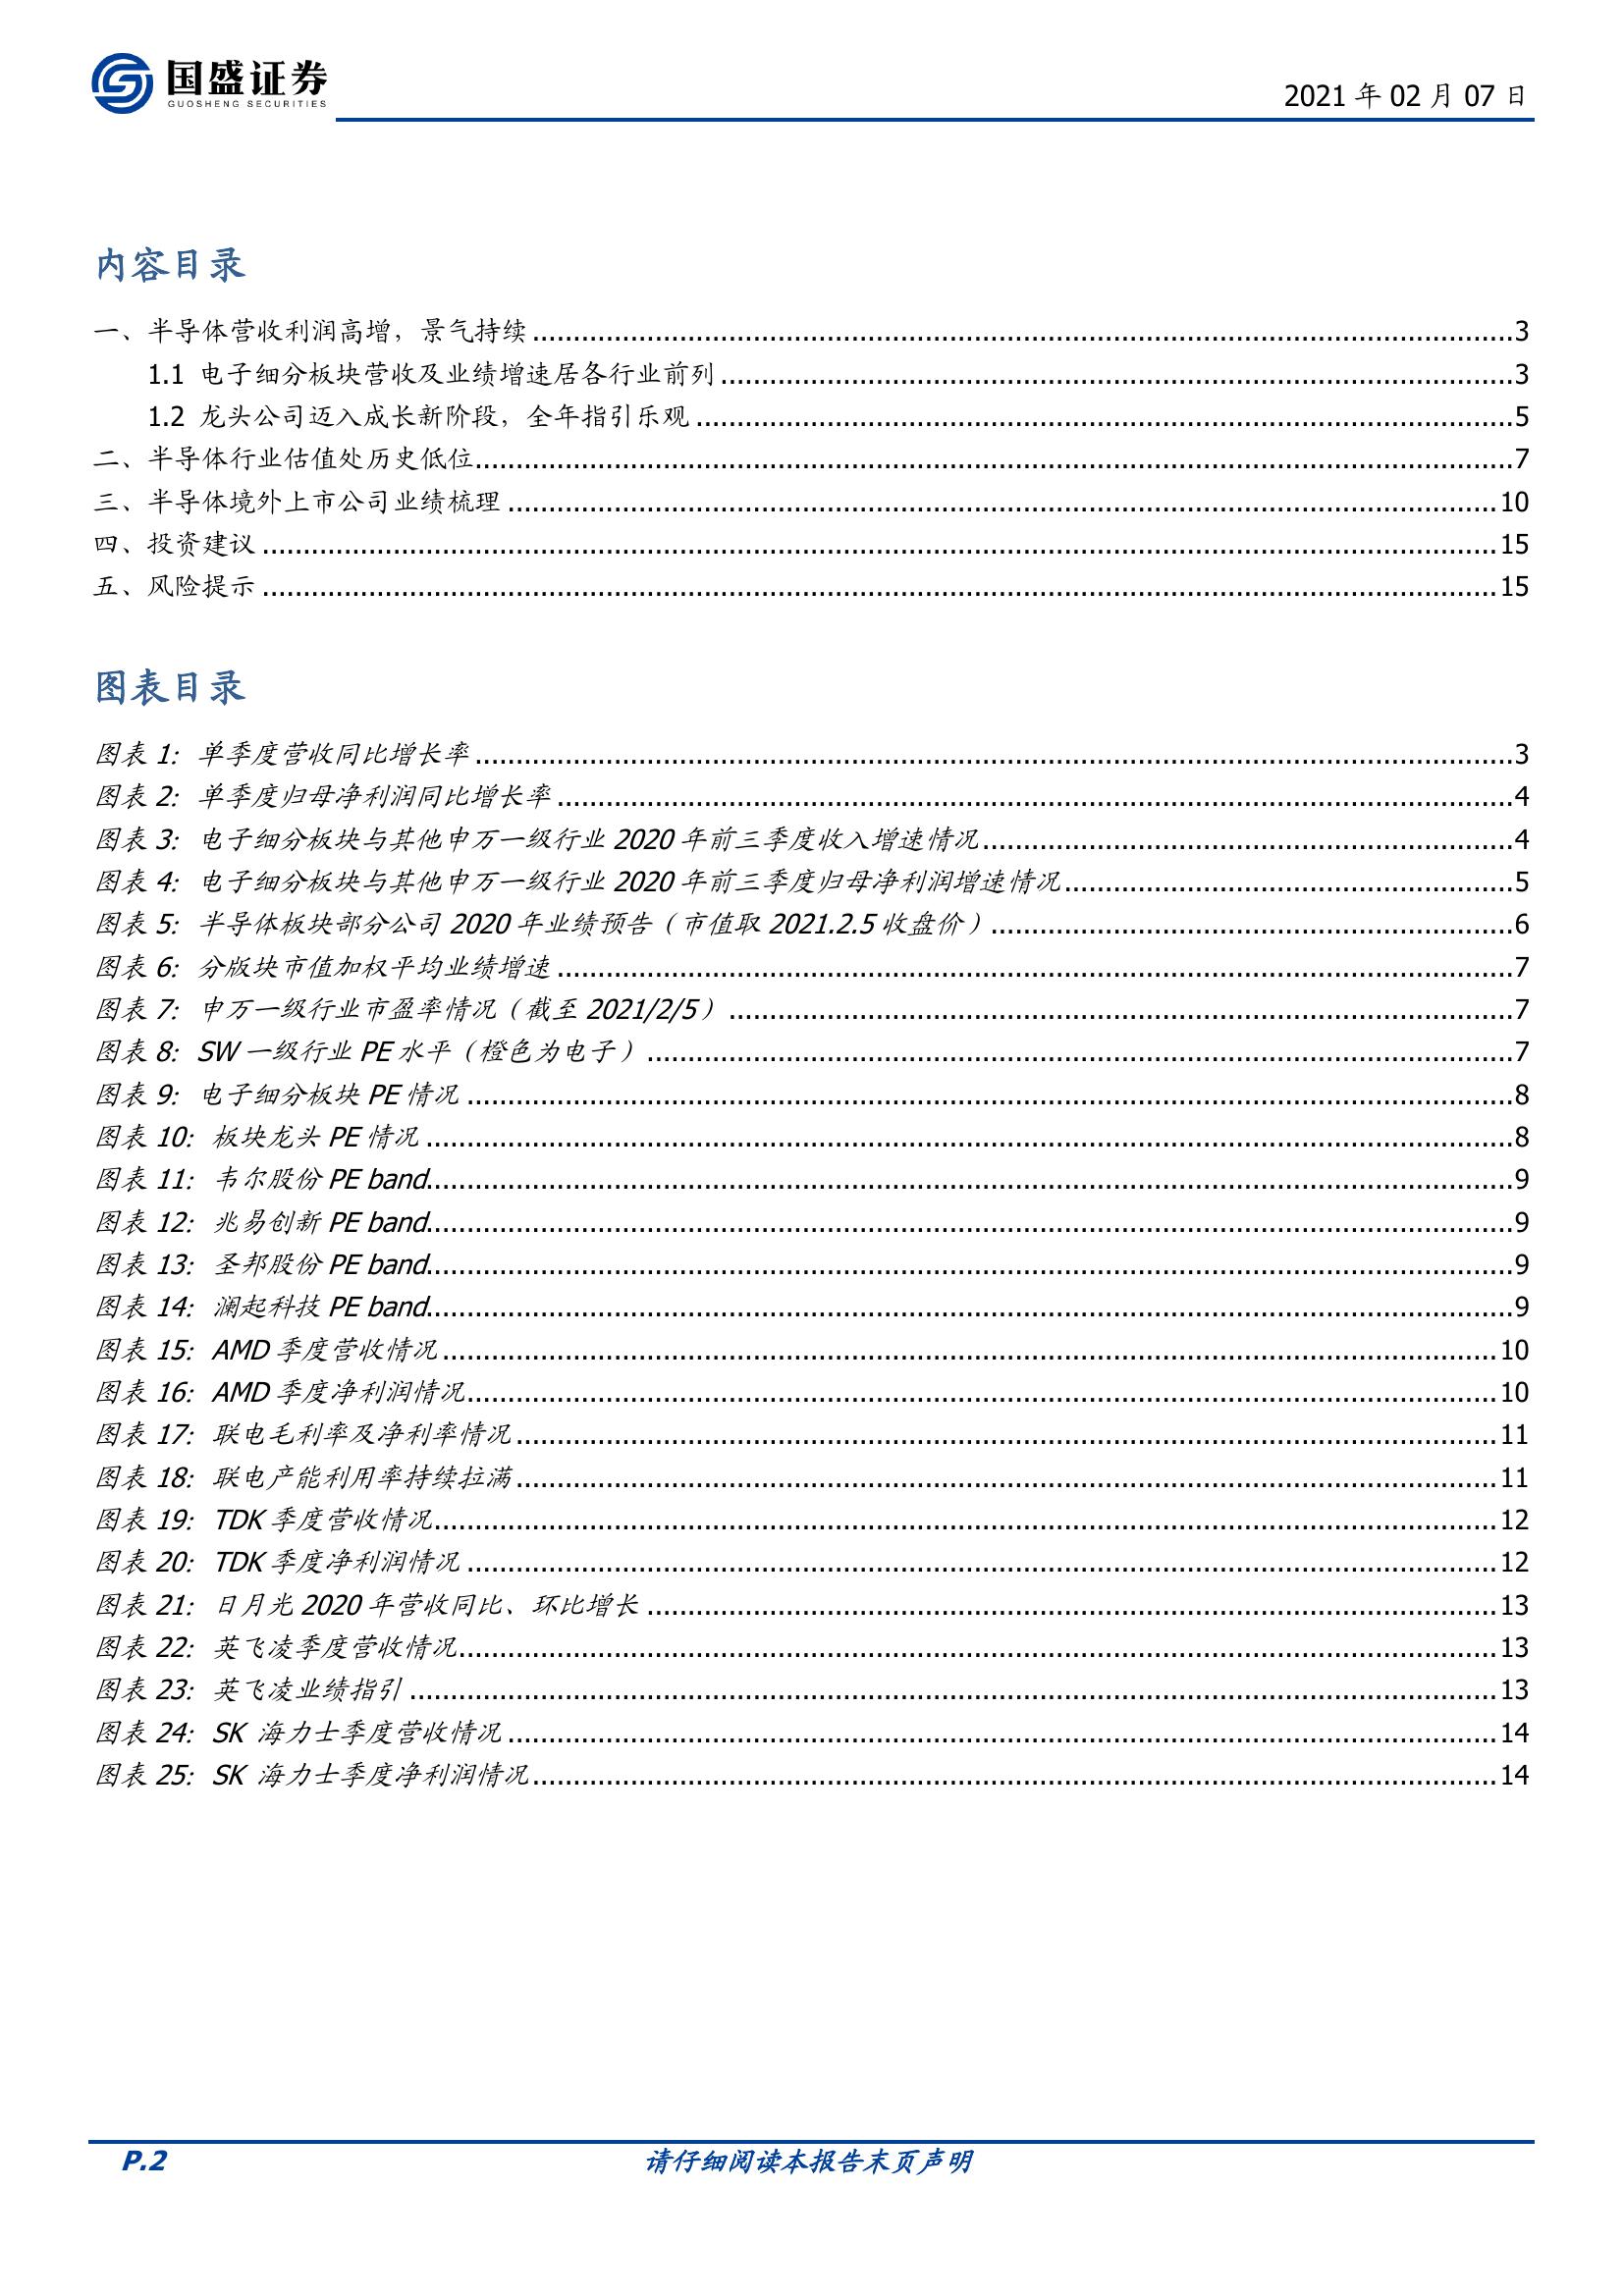 国盛证券
GUOSHENG SECURITIES
2021 年 02 月 07 日
内容目录
一、半导体营收利润高增，景气持续 ........ 3
1.1 电子细分板块营收及业绩增速居各行业前列 ........ 3
1.2 龙头公司迈入成长新阶段，全年指引乐观 ........ 5
二、半导体行业估值处历史低位 ........ 7
三、半导体境外上市公司业绩梳理 ........ 10
四、投资建议 ........ 15
五、风险提示 ........ 15
图表目录
图表 1: 单季度营收同比增长率 ........ 3
图表 2: 单季度归母净利润同比增长率 ........ 4
图表 3: 电子细分板块与其他申万一级行业 2020 年前三季度收入增速情况 ........ 4
图表 4: 电子细分板块与其他申万一级行业 2020 年前三季度归母净利润增速情况 ........ 5
图表 5: 半导体板块部分公司 2020 年业绩预告（市值取 2021.2.5 收盘价） ........ 6
图表 6: 分版块市值加权平均业绩增速 ........ 7
图表 7: 申万一级行业市盈率情况（截至 2021/2/5） ........ 7
图表 8: SW 一级行业 PE 水平（橙色为电子） ........ 7
图表 9: 电子细分板块 PE 情况 ........ 8
图表 10: 板块龙头 PE 情况 ........ 8
图表 11: 韦尔股份 PE band ........ 9
图表 12: 兆易创新 PE band ........ 9
图表 13: 圣邦股份 PE band ........ 9
图表 14: 澜起科技 PE band ........ 9
图表 15: AMD 季度营收情况 ........ 10
图表 16: AMD 季度净利润情况 ........ 10
图表 17: 联电毛利率及净利率情况 ........ 11
图表 18: 联电产能利用率持续拉满 ........ 11
图表 19: TDK 季度营收情况 ........ 12
图表 20: TDK 季度净利润情况 ........ 12
图表 21: 日月光 2020 年营收同比、环比增长 ........ 13
图表 22: 英飞凌季度营收情况 ........ 13
图表 23: 英飞凌业绩指引 ........ 13
图表 24: SK 海力士季度营收情况 ........ 14
图表 25: SK 海力士季度净利润情况 ........ 14
P.2
请仔细阅读本报告末页声明